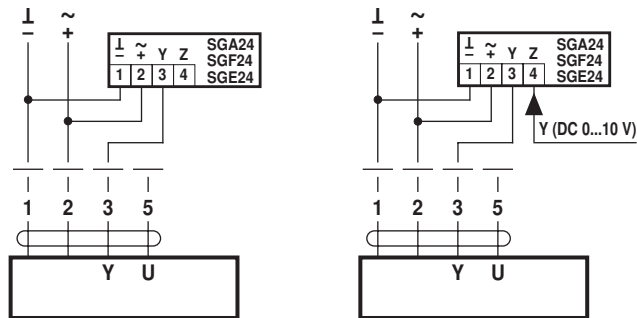 ⊥ ~
– +
⊥ ~ Y Z SGA24
– + SGF24
1 2 3 4 SGE24
1 2 3 5
Y U
⊥ ~
– +
⊥ ~ Y Z SGA24
– + SGF24
1 2 3 4 SGE24
Y (DC 0...10 V)
1 2 3 5
Y U